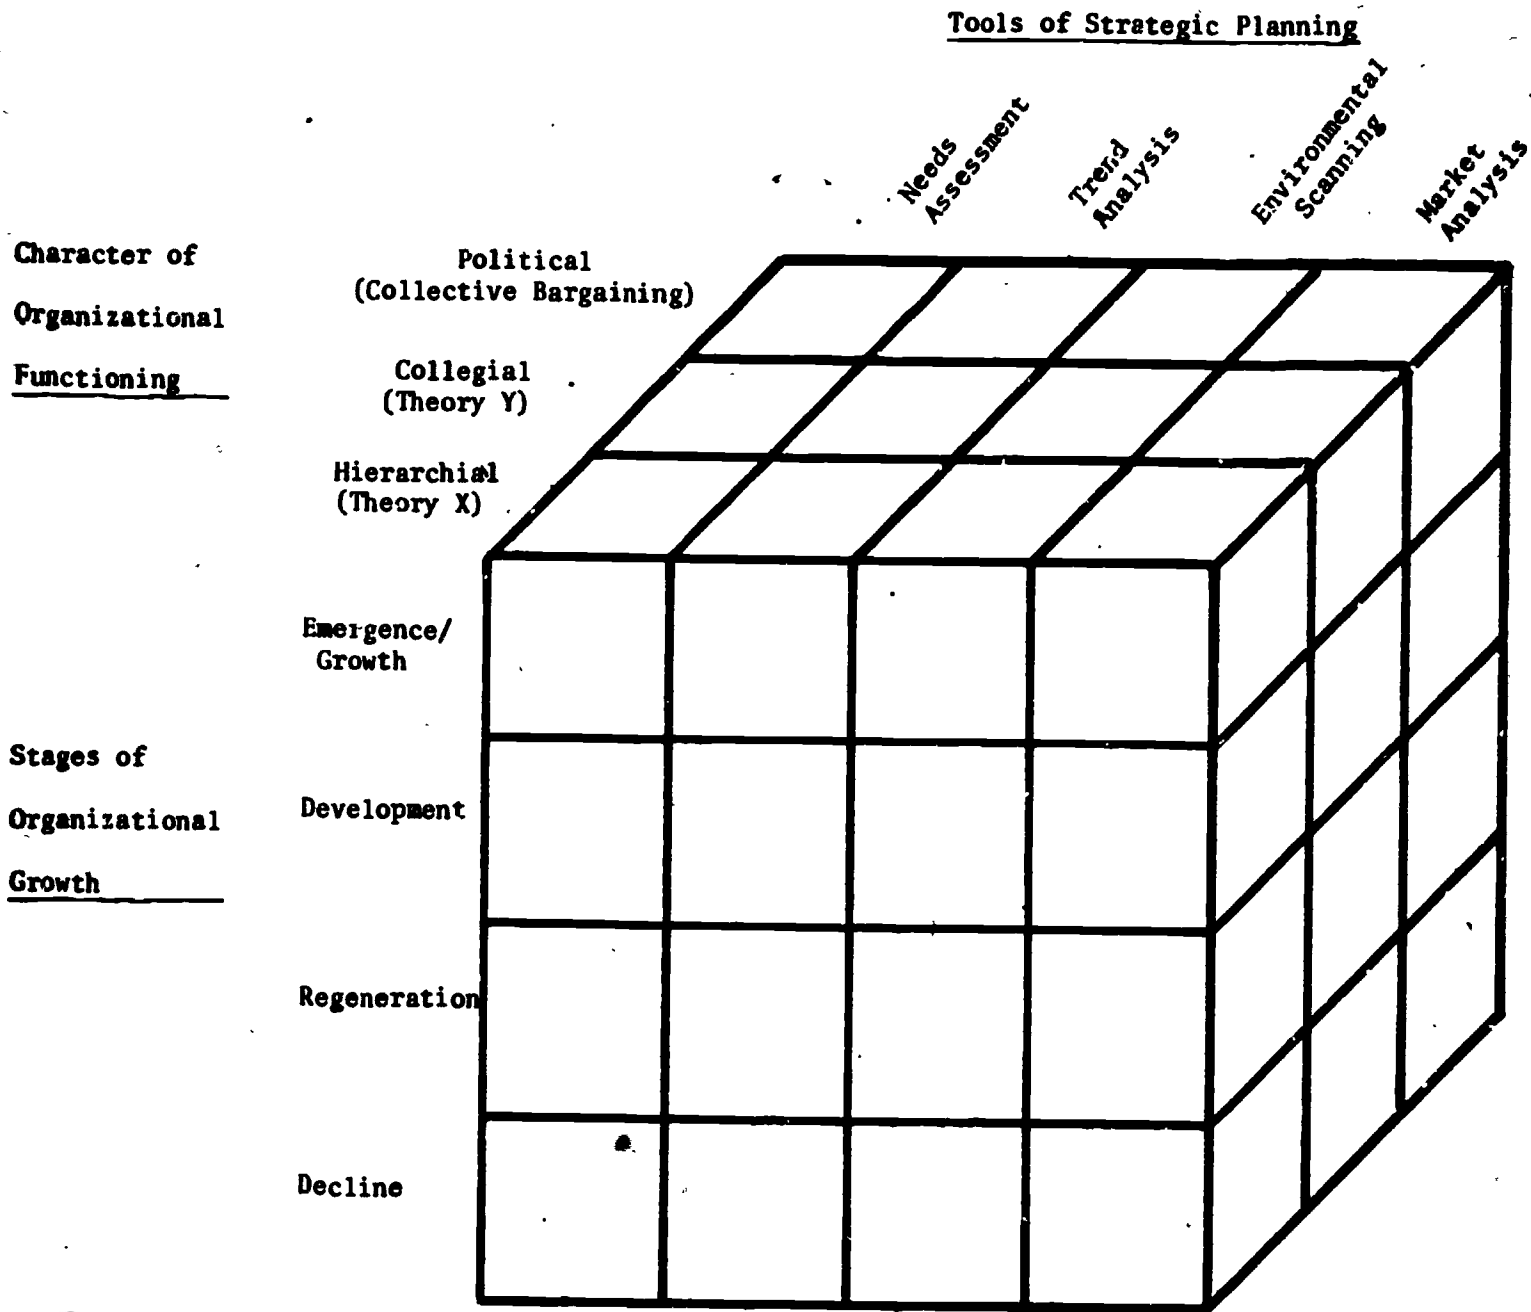 Tools of Strategic Planning
Needs
Assessment
Trend
Analysis
Environmental
Scanning
Market
Analysis
Character of
Organizational
Functioning
Political
(Collective Bargaining)
Collegial
(Theory Y)
Hierarchial
(Theory X)
Stages of
Organizational
Growth
Emergence/
Growth
Development
Regeneration
Decline